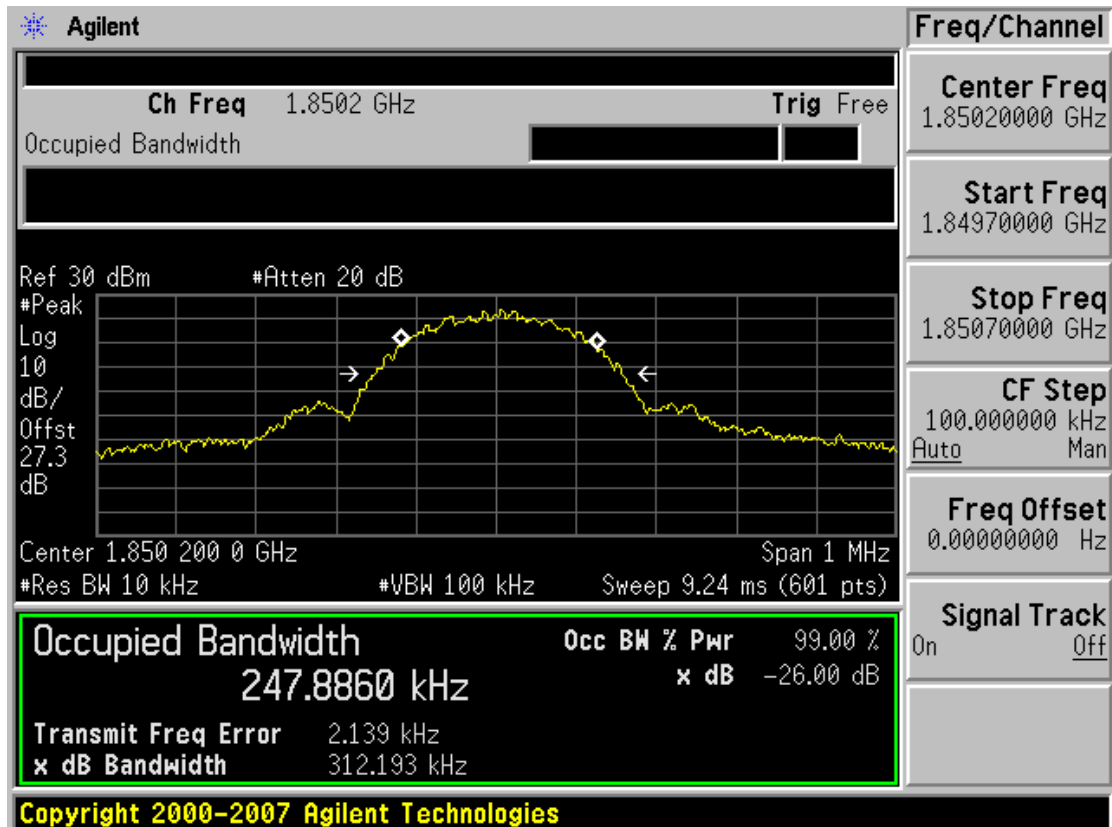 Agilent
Freq/Channel
Ch Freq 1.8502 GHz Trig Free
Occupied Bandwidth
Center Freq
1.85020000 GHz
Start Freq
1.84970000 GHz
Stop Freq
1.85070000 GHz
CF Step
100.000000 kHz
Auto Man
Freq Offset
0.00000000 Hz
Signal Track
On Off
Ref 30 dBm #Atten 20 dB
#Peak
Log
10
dB/
Offst
27.3
dB
Center 1.850 200 0 GHz Span 1 MHz
#Res BW 10 kHz #VBW 100 kHz Sweep 9.24 ms (601 pts)
Occupied Bandwidth Occ BW % Pwr 99.00 %
247.8860 kHz x dB -26.00 dB
Transmit Freq Error 2.139 kHz
x dB Bandwidth 312.193 kHz
Copyright 2000-2007 Agilent Technologies